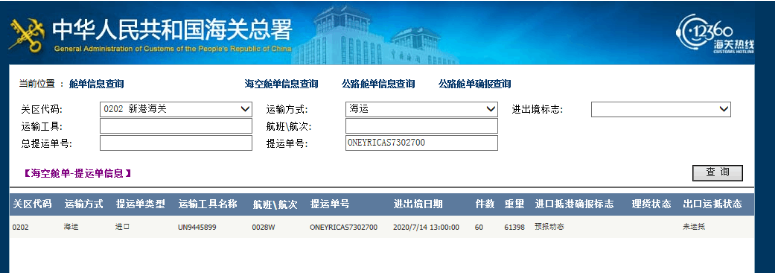 中华人民共和国海关总署
General Administration of Customs of the People's Republic of China
12360
海关热线
当前位置 : 舱单信息查询 海空舱单信息查询 公路舱单信息查询 公路舱单确报查询
关区代码: 0202 新港海关 运输方式: 海运 进出境标志:
运输工具: 航班\航次:
总提运单号: 提运单号: ONEYRICAS7302700
【海空舱单-提运单信息】 查 询
关区代码 运输方式 提运单类型 运输工具名称 航班\航次 提运单号 进出境日期 件数 重量 进口抵港确报标志 理货状态 出口运抵状态
0202 海运 进口 UN9445899 0028W ONEYRICAS7302700 2020/7/14 13:00:00 60 61398 预报动态 未运抵